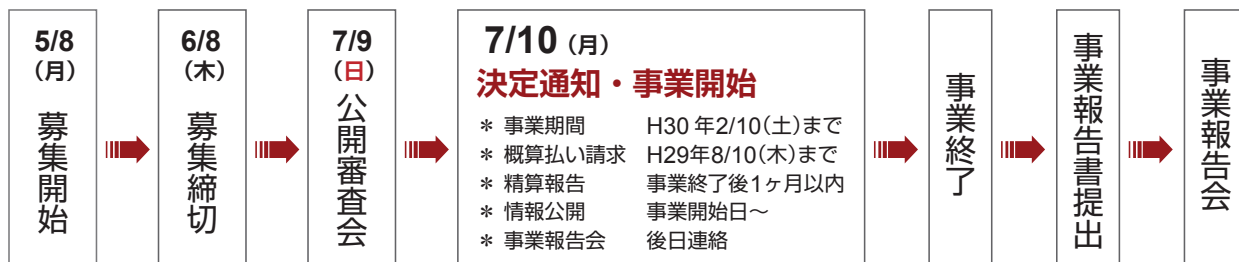 5/8
（月）
募集開始
6/8
（木）
募集締切
7/9
（日）
公開審査会
7/10（月）
決定通知・事業開始
＊ 事業期間 H30年2/10（土）まで
＊ 概算払い請求 H29年8/10（木）まで
＊ 精算報告 事業終了後1ヶ月以内
＊ 情報公開 事業開始日～
＊ 事業報告会 後日連絡
事業終了
事業報告書提出
事業報告会